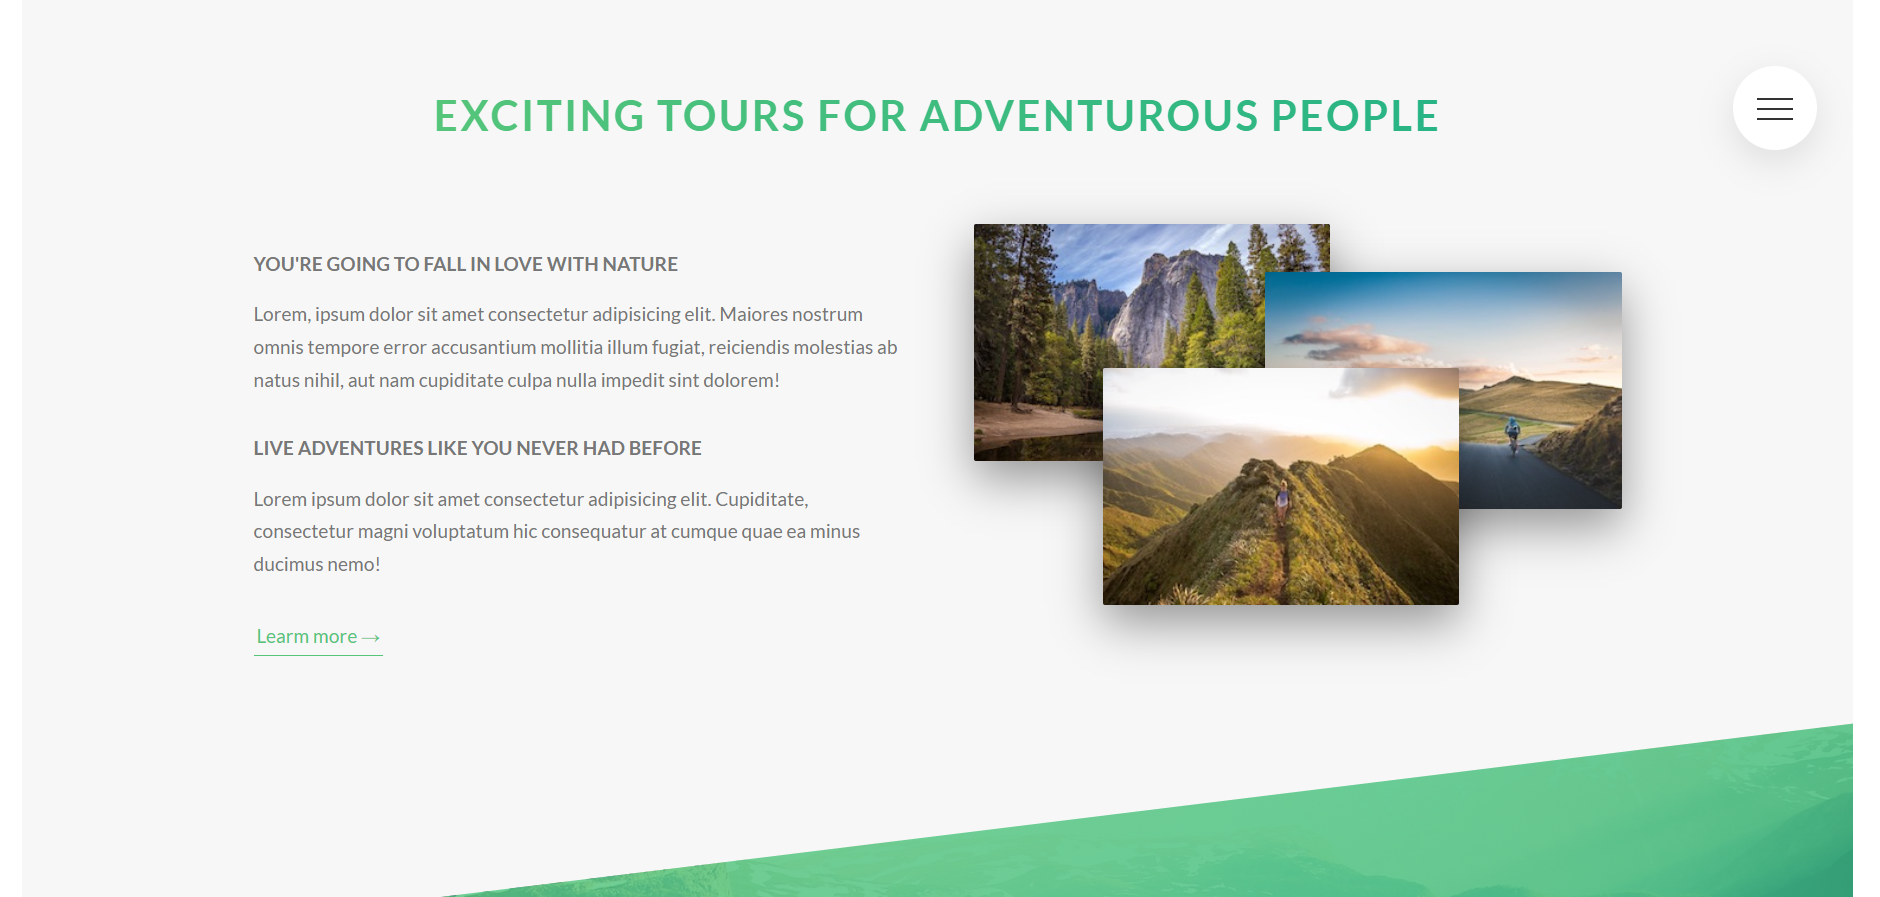 EXCITING TOURS FOR ADVENTUROUS PEOPLE
YOU'RE GOING TO FALL IN LOVE WITH NATURE
Lorem, ipsum dolor sit amet consectetur adipisicing elit. Maiores nostrum
omnis tempore error accusantium mollitia illum fugiat, reiciendis molestias ab
natus nihil, aut nam cupiditate culpa nulla impedit sint dolorem!
LIVE ADVENTURES LIKE YOU NEVER HAD BEFORE
Lorem ipsum dolor sit amet consectetur adipisicing elit. Cupiditate,
consectetur magni voluptatum hic consequatur at cumque quae ea minus
ducimus nemo!
Learm more →